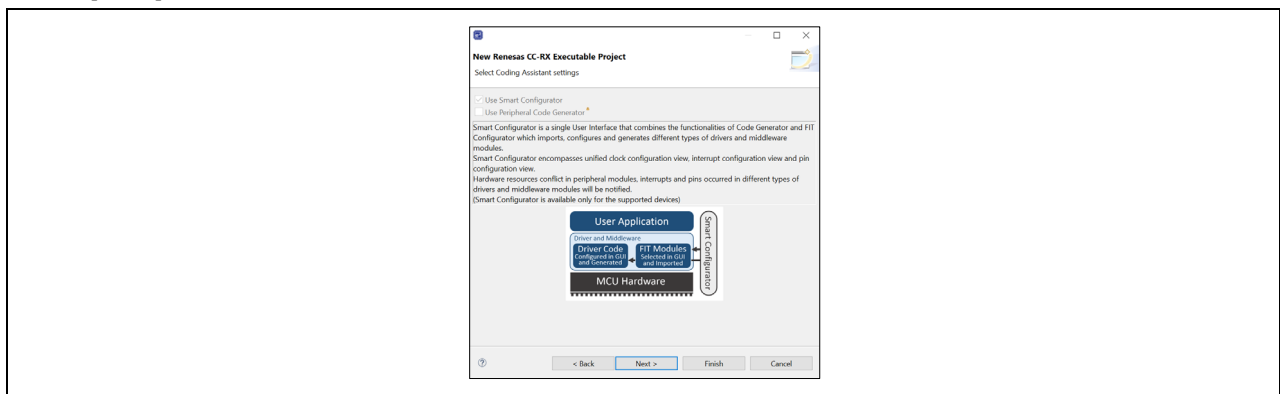 New Renesas CC-RX Executable Project
Select Coding Assistant settings
Use Smart Configurator
Use Peripheral Code Generator*
Smart Configurator is a single User Interface that combines the functionalities of Code Generator and FIT
Configurator which imports, configures and generates different types of drivers and middleware
modules.
Smart Configurator encompasses unified clock configuration view, interrupt configuration view and pin
configuration view.
Hardware resources conflict in peripheral modules, interrupts and pins occurred in different types of
drivers and middleware modules will be notified.
(Smart Configurator is available only for the supported devices)
User Application
Driver and Middleware
Driver Code
Configured in GUI
and Generated
FIT Modules
Selected in GUI
and Imported
MCU Hardware
Smart Configurator
?
< Back
Next >
Finish
Cancel